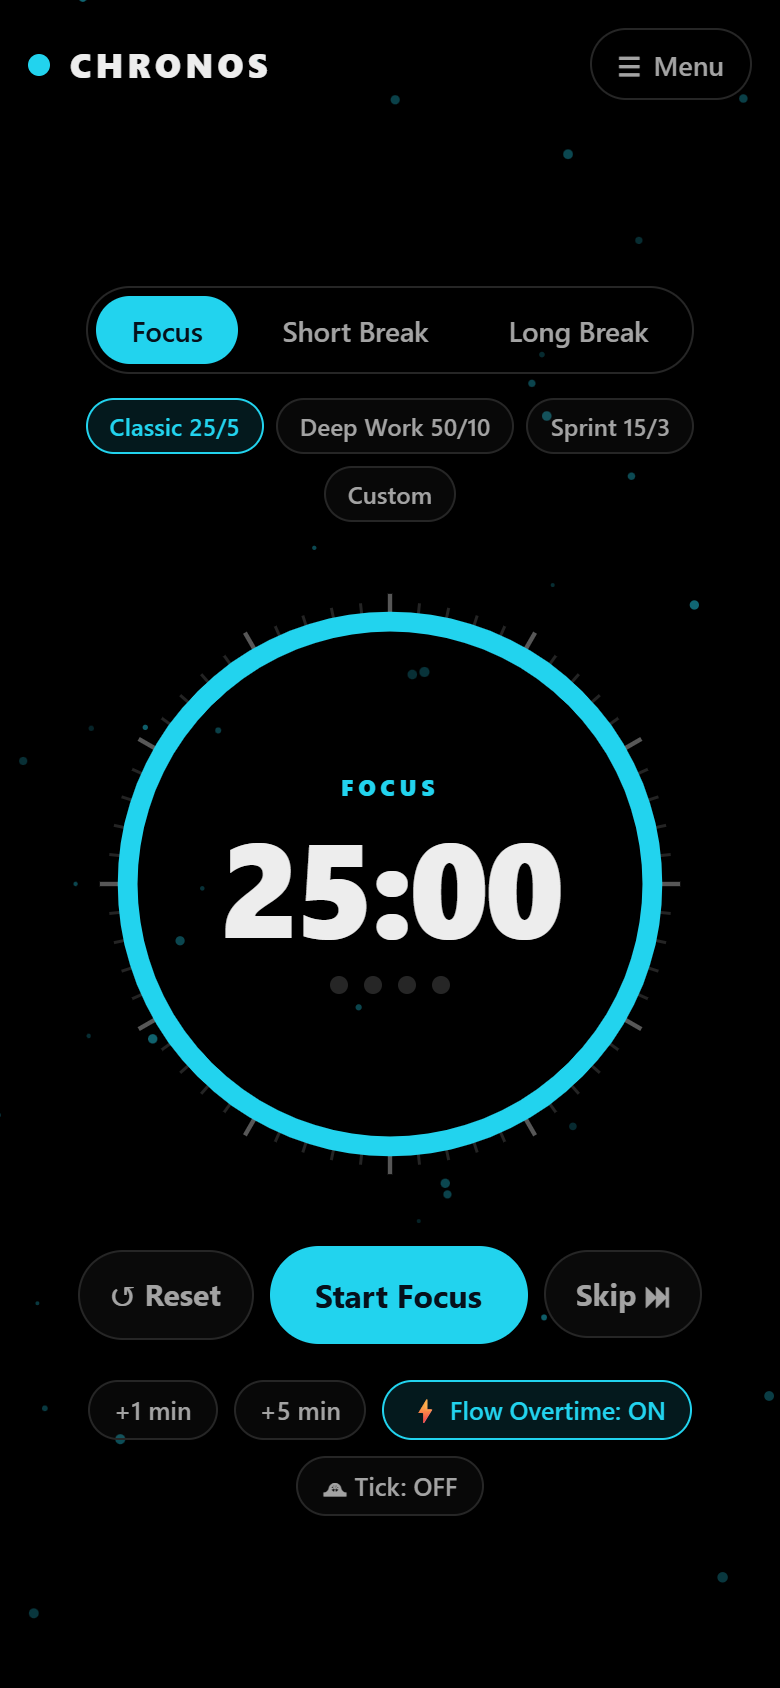 CHRONOS
☰ Menu
Focus Short Break Long Break
Classic 25/5 Deep Work 50/10 Sprint 15/3
Custom
FOCUS
25:00
↺ Reset Start Focus Skip ⏭
+1 min +5 min ⚡ Flow Overtime: ON
Tick: OFF